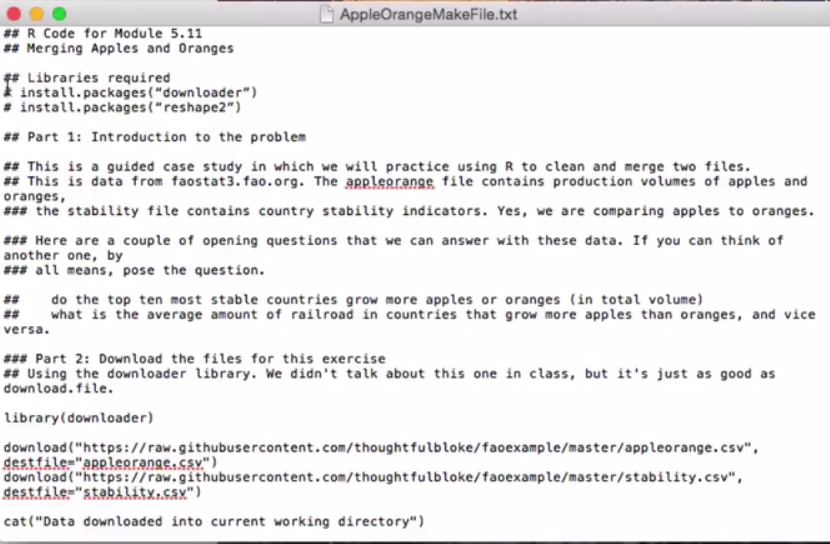 AppleOrangeMakeFile.txt
## R Code for Module 5.11
## Merging Apples and Oranges
## Libraries required
# install.packages(“downloader”)
# install.packages(“reshape2”)
## Part 1: Introduction to the problem
## This is a guided case study in which we will practice using R to clean and merge two files.
## This is data from faostat3.fao.org. The appleorange file contains production volumes of apples and
oranges,
### the stability file contains country stability indicators. Yes, we are comparing apples to oranges.
### Here are a couple of opening questions that we can answer with these data. If you can think of
another one, by
### all means, pose the question.
##    do the top ten most stable countries grow more apples or oranges (in total volume)
##    what is the average amount of railroad in countries that grow more apples than oranges, and vice
versa.
### Part 2: Download the files for this exercise
## Using the downloader library. We didn't talk about this one in class, but it's just as good as
download.file.
library(downloader)
download("https://raw.githubusercontent.com/thoughtfulbloke/faoexample/master/appleorange.csv",
destfile="appleorange.csv")
download("https://raw.githubusercontent.com/thoughtfulbloke/faoexample/master/stability.csv",
destfile="stability.csv")
cat("Data downloaded into current working directory")